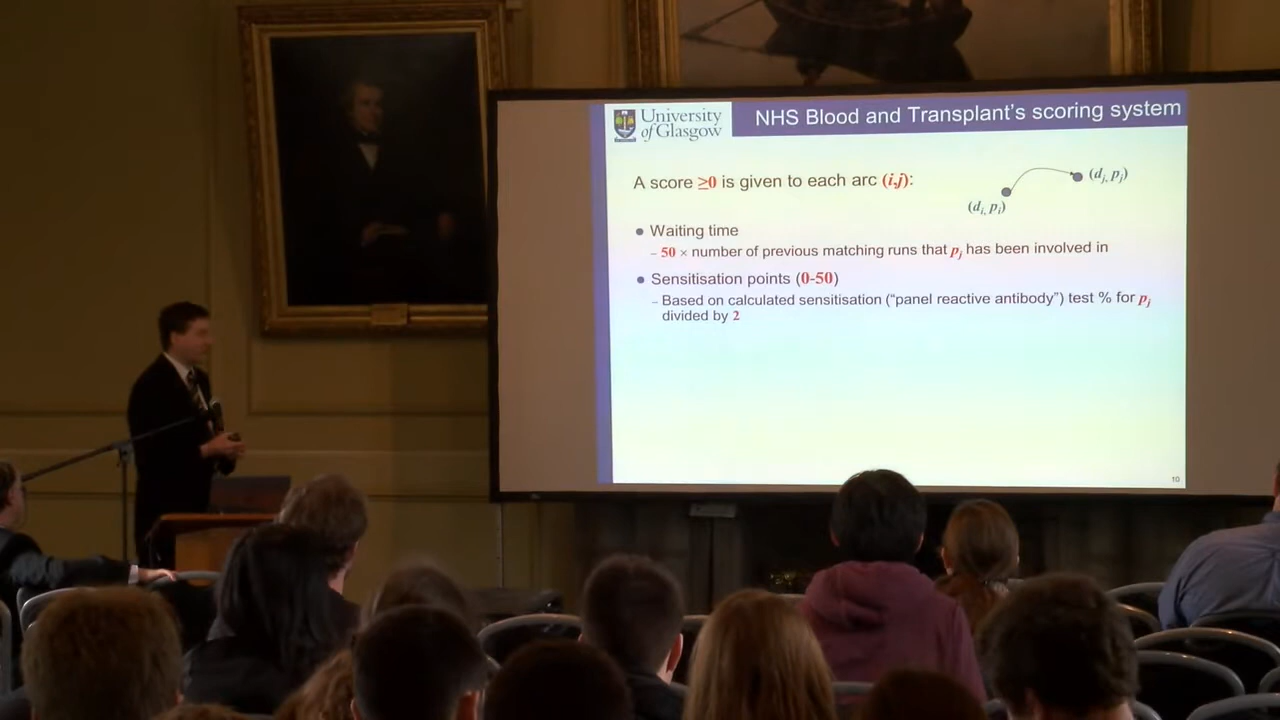 University
of Glasgow
NHS Blood and Transplant's scoring system
A score ≥0 is given to each arc (i,j):
(dj, pj)
(di, pi)
● Waiting time
– 50 × number of previous matching runs that pj has been involved in
● Sensitisation points (0-50)
– Based on calculated sensitisation (“panel reactive antibody”) test % for pj
divided by 2
10